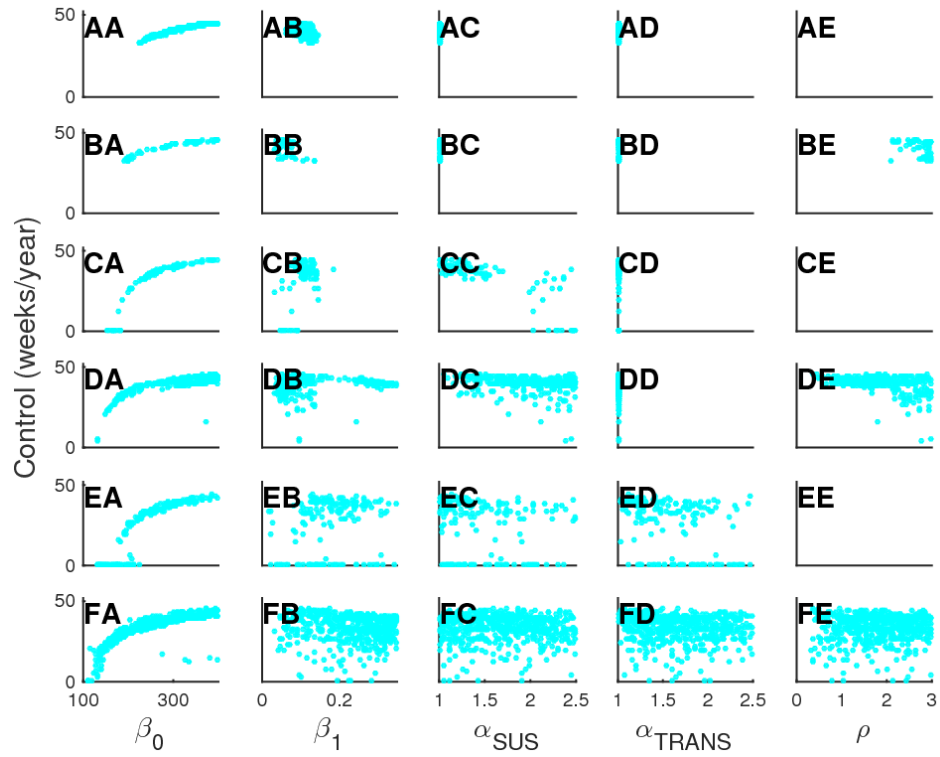 50
AA
AB
AC
AD
AE
0
50
BA
BB
BC
BD
BE
0
50
CA
CB
CC
CD
CE
0
50
DA
DB
DC
DD
DE
0
50
EA
EB
EC
ED
EE
0
50
FA
FB
FC
FD
FE
0
Control (weeks/year)
100 300
0 0.2
1 1.5 2 2.5
1 1.5 2 2.5
0 1 2 3
β0
β1
αSUS
αTRANS
ρ